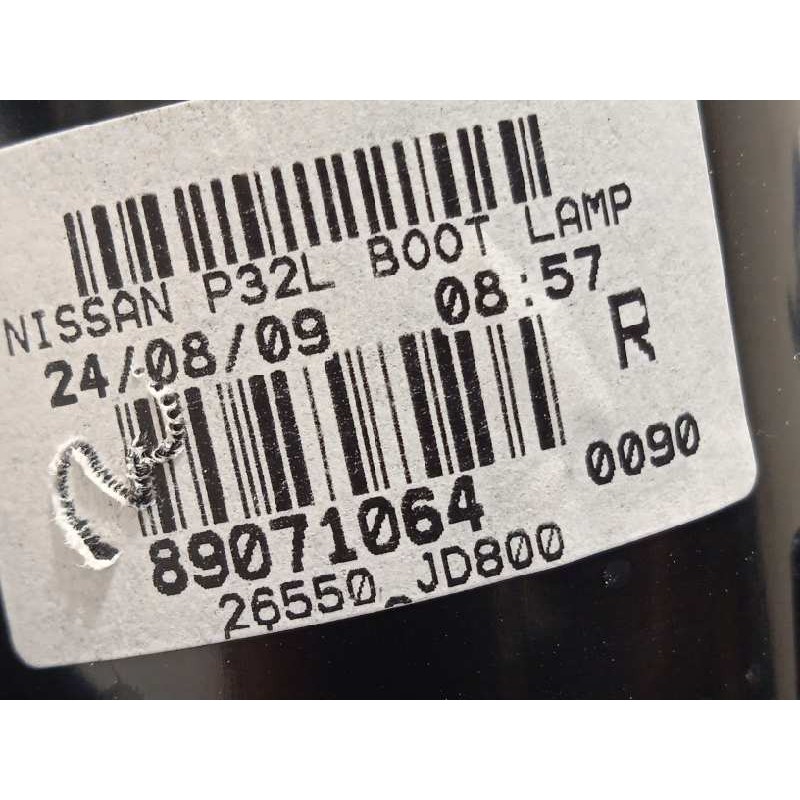 NISSAN P32L BOOT LAMP
24/08/09 08:57
R
0090
89071064
26550 JD800